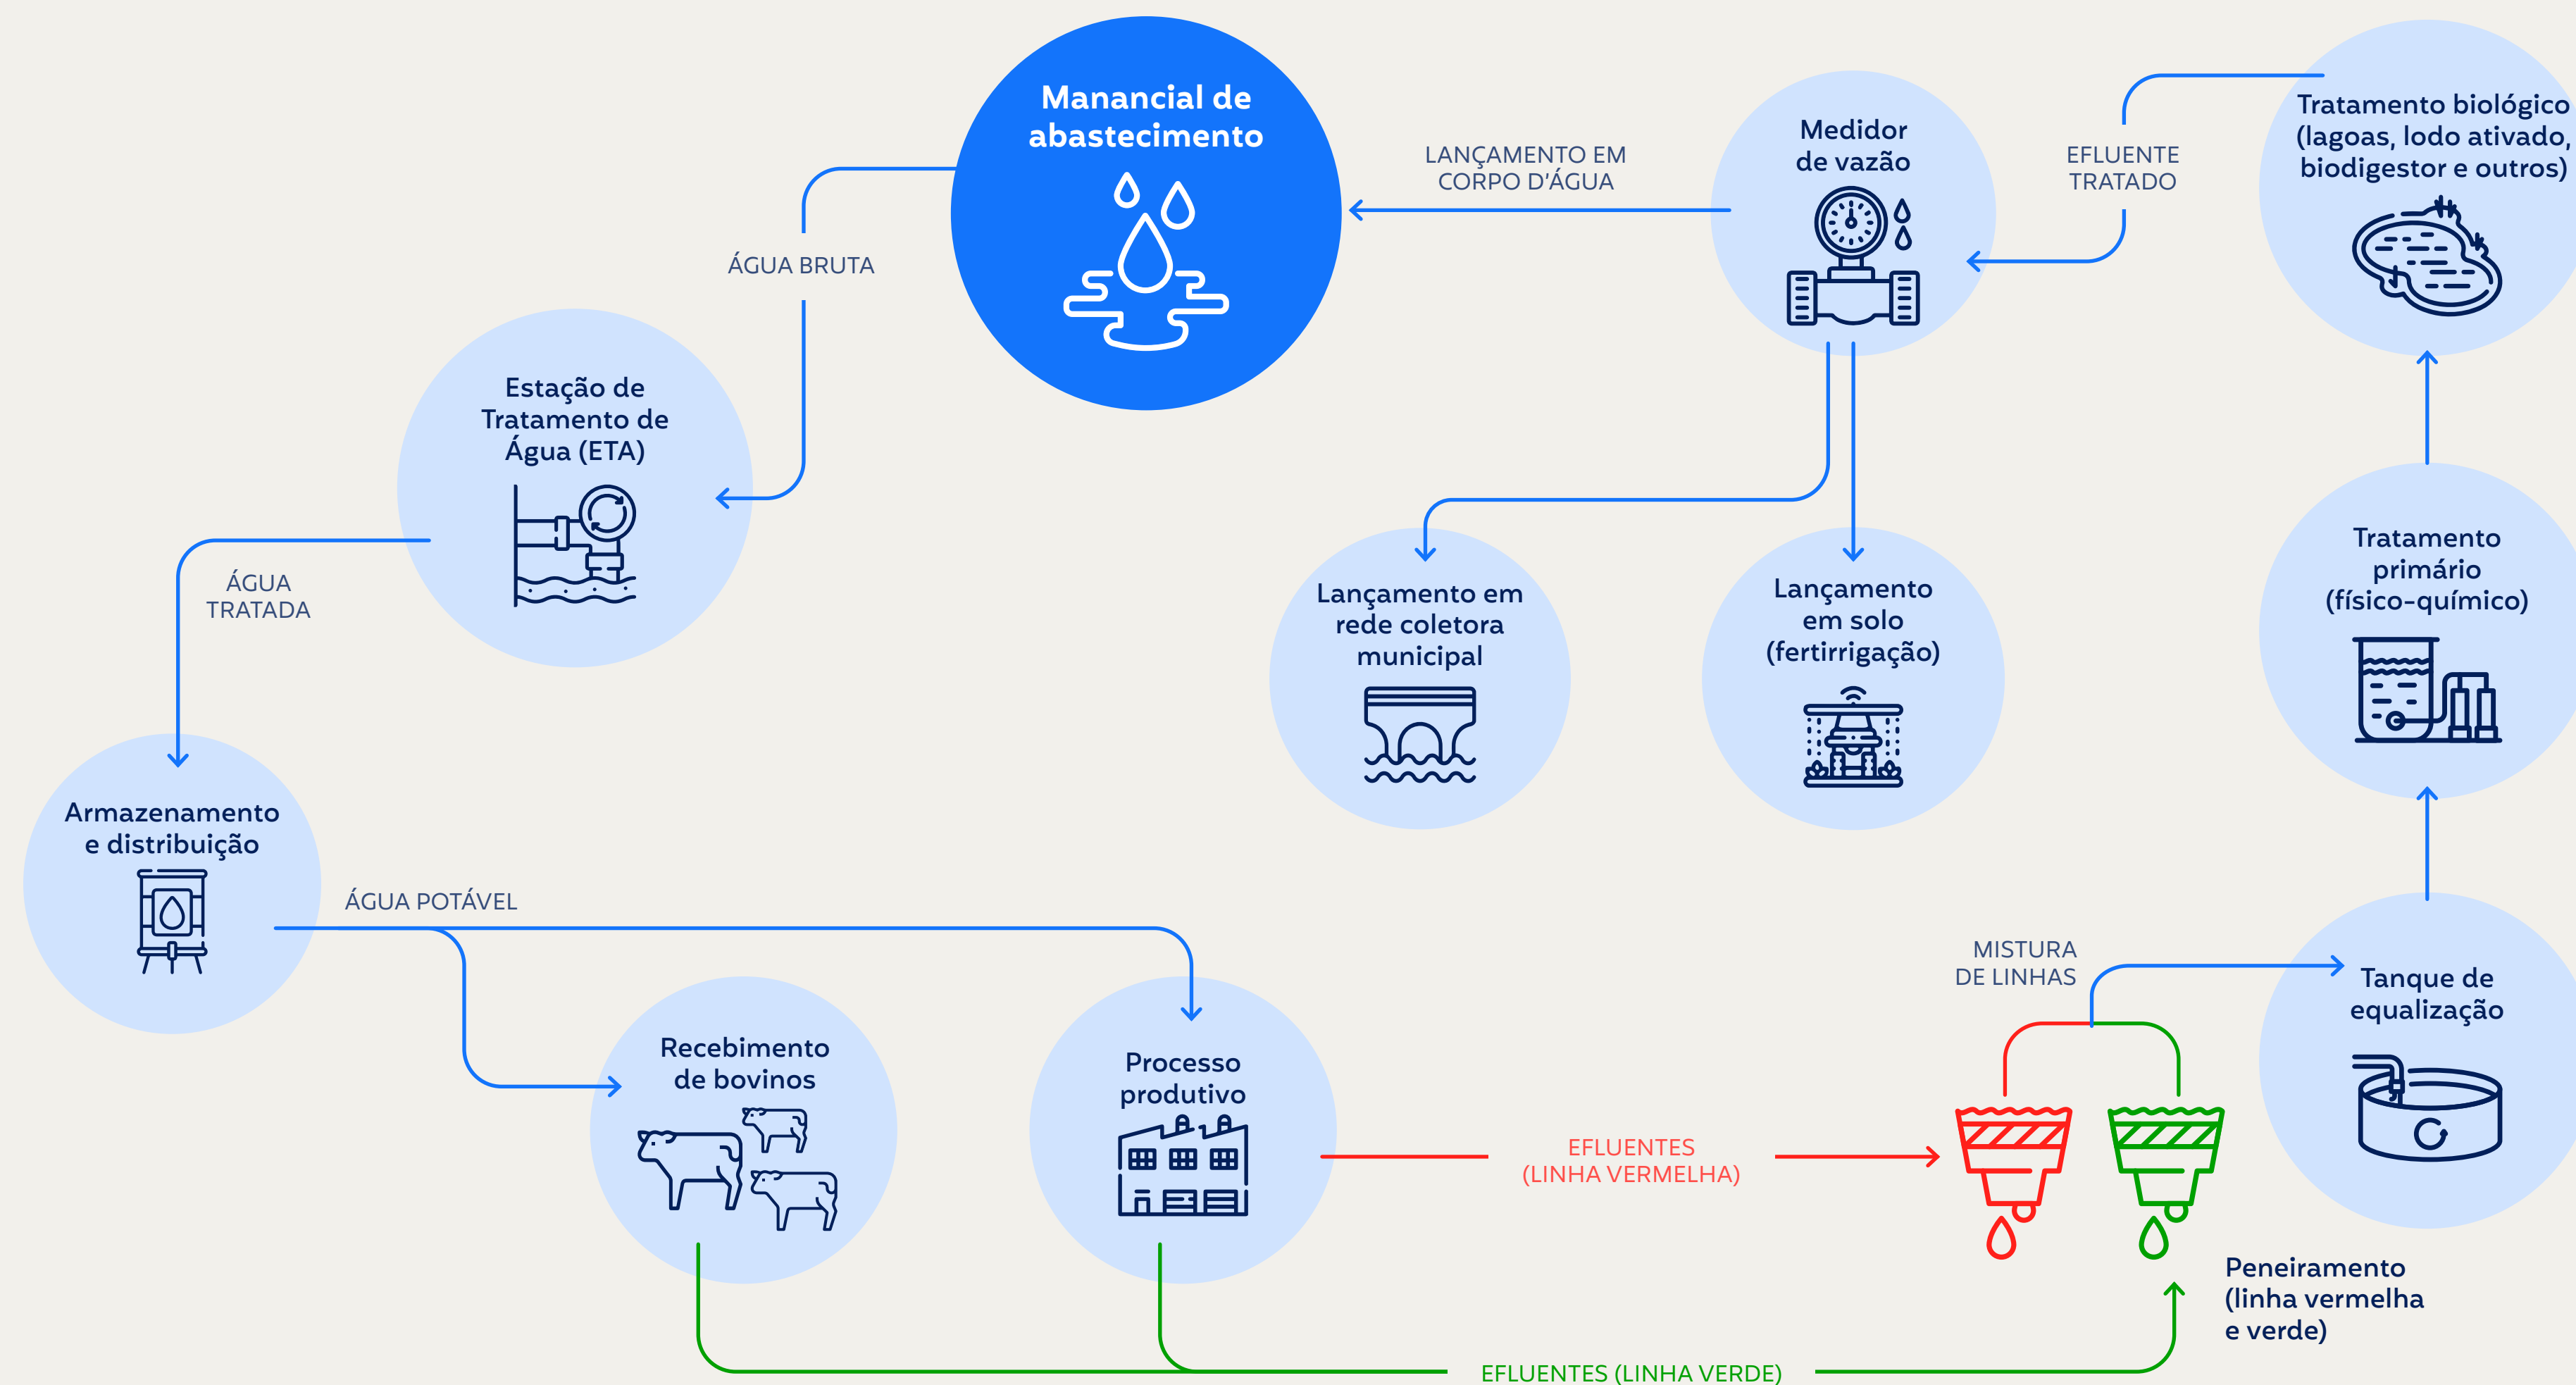 Manancial de
abastecimento
LANÇAMENTO EM
CORPO D'ÁGUA
Medidor
de vazão
EFLUENTE
TRATADO
Tratamento biológico
(lagoas, lodo ativado,
biodigestor e outros)
ÁGUA BRUTA
Estação de
Tratamento de
Água (ETA)
ÁGUA
TRATADA
Lançamento em
rede coletora
municipal
Lançamento
em solo
(fertirrigação)
Tratamento
primário
(físico-químico)
Armazenamento
e distribuição
ÁGUA POTÁVEL
Recebimento
de bovinos
Processo
produtivo
MISTURA
DE LINHAS
Tanque de
equalização
EFLUENTES
(LINHA VERMELHA)
Peneiramento
(linha vermelha
e verde)
EFLUENTES (LINHA VERDE)